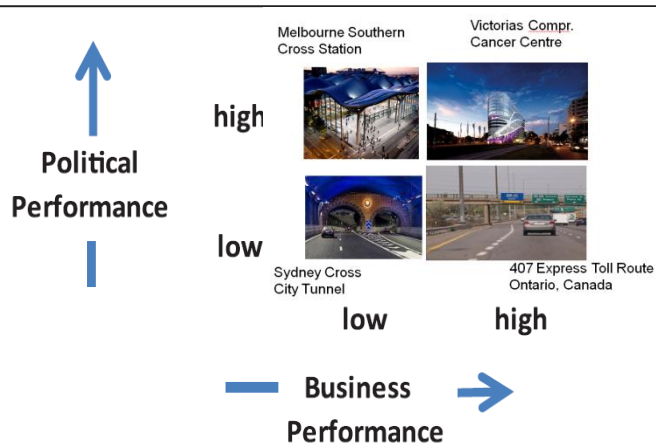 Melbourne Southern
Cross Station
Victorias Compr.
Cancer Centre
high
Political
Performance
low
Sydney Cross
City Tunnel
407 Express Toll Route
Ontario, Canada
low
high
Business
Performance